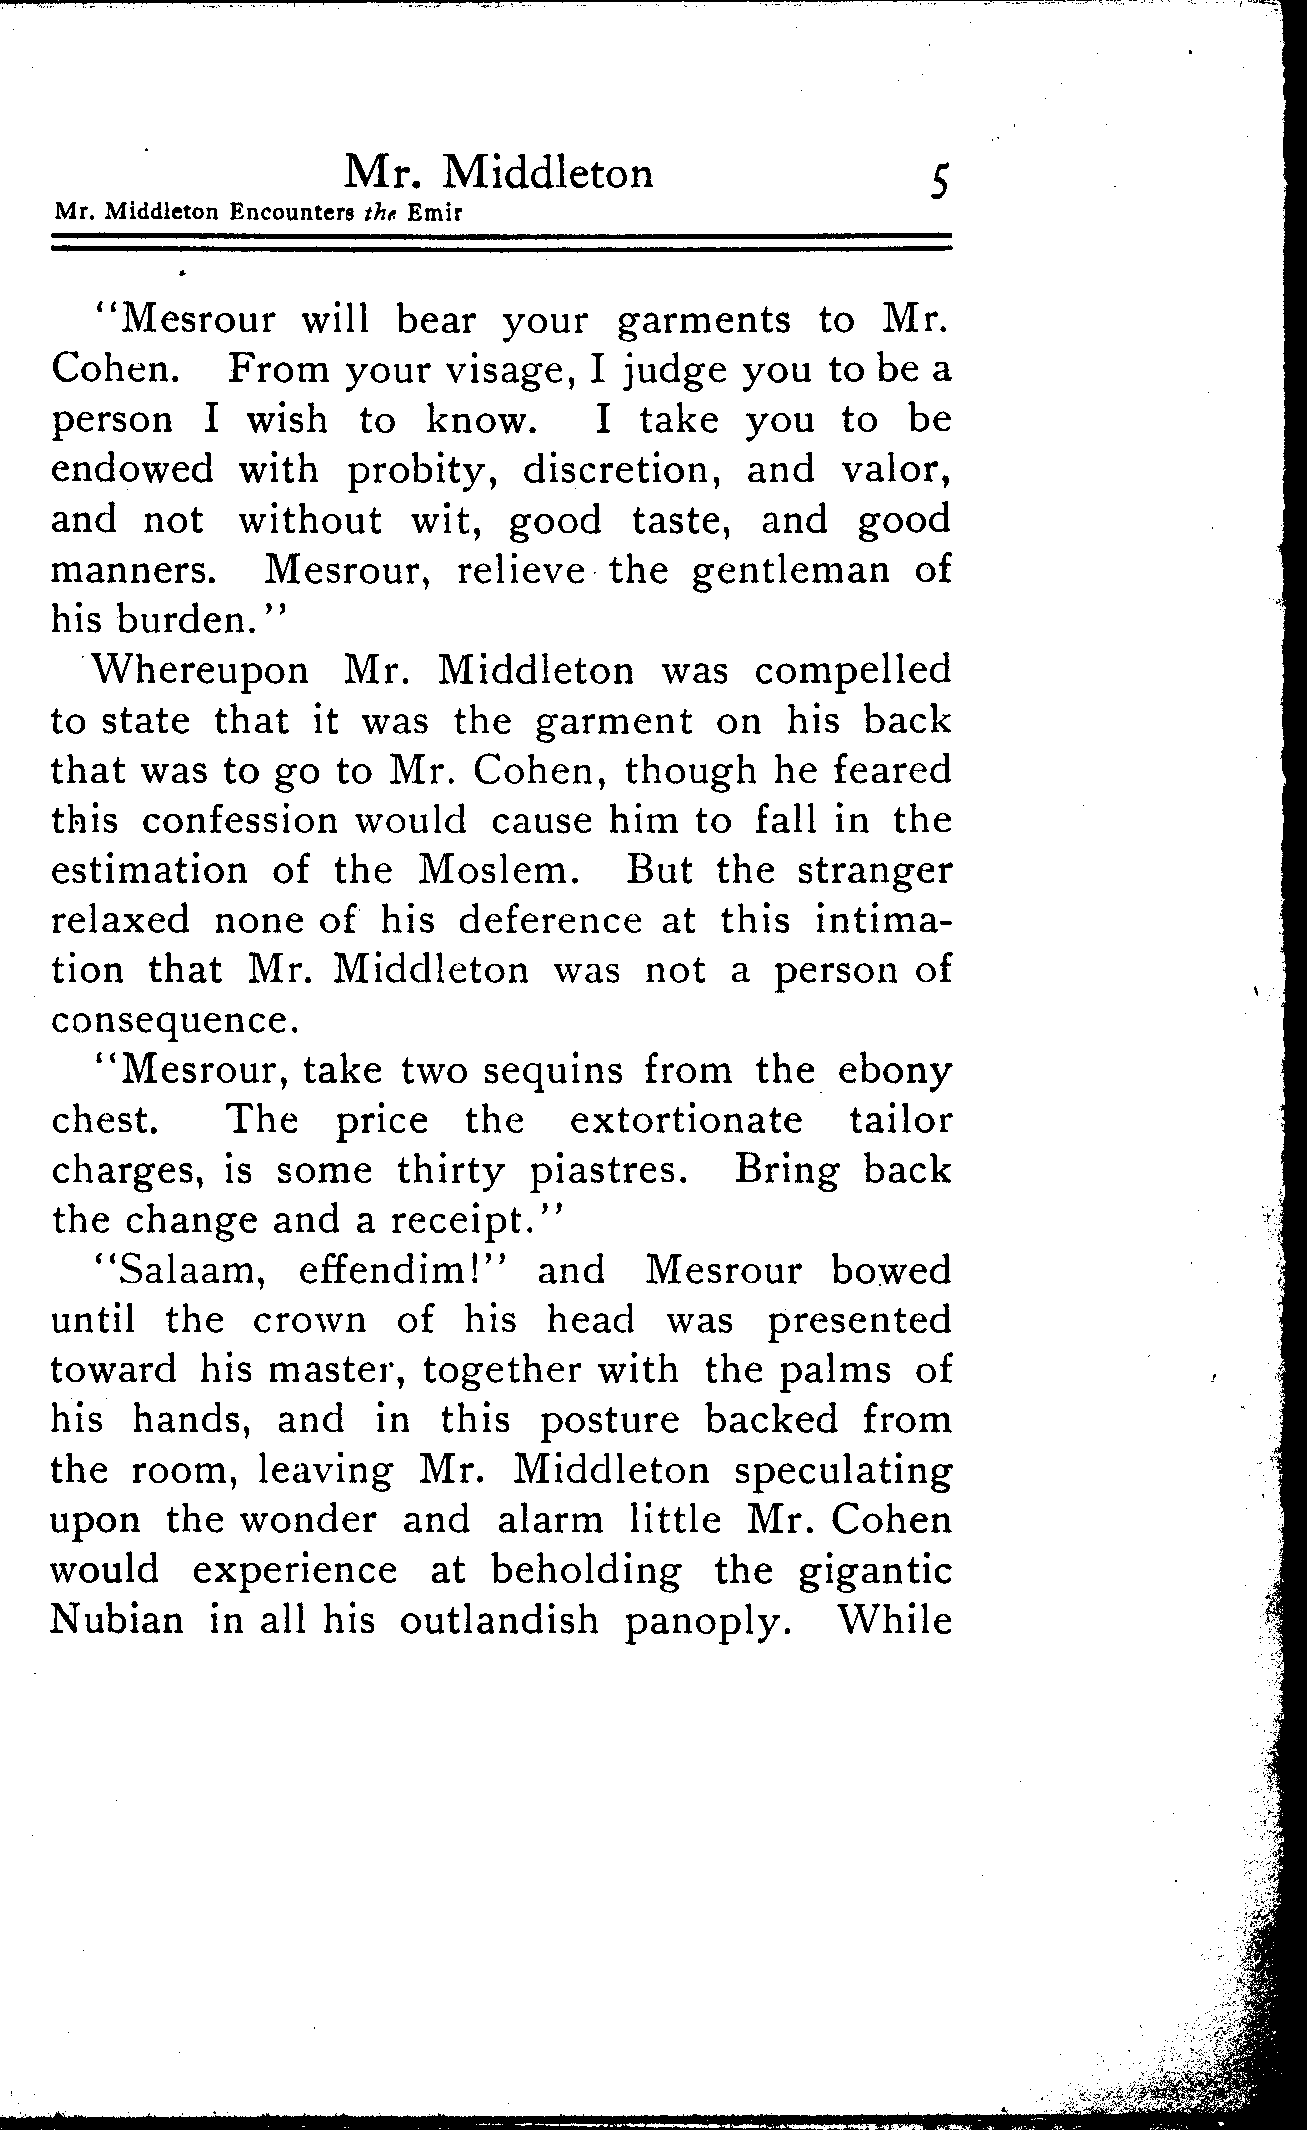 Mr. Middleton 5
Mr. Middleton Encounters the Emir
"Mesrour will bear your garments to Mr.
Cohen. From your visage, I judge you to be a
person I wish to know. I take you to be
endowed with probity, discretion, and valor,
and not without wit, good taste, and good
manners. Mesrour, relieve the gentleman of
his burden."
Whereupon Mr. Middleton was compelled
to state that it was the garment on his back
that was to go to Mr. Cohen, though he feared
this confession would cause him to fall in the
estimation of the Moslem. But the stranger
relaxed none of his deference at this intima-
tion that Mr. Middleton was not a person of
consequence.
"Mesrour, take two sequins from the ebony
chest. The price the extortionate tailor
charges, is some thirty piastres. Bring back
the change and a receipt."
"Salaam, effendim!" and Mesrour bowed
until the crown of his head was presented
toward his master, together with the palms of
his hands, and in this posture backed from
the room, leaving Mr. Middleton speculating
upon the wonder and alarm little Mr. Cohen
would experience at beholding the gigantic
Nubian in all his outlandish panoply. While